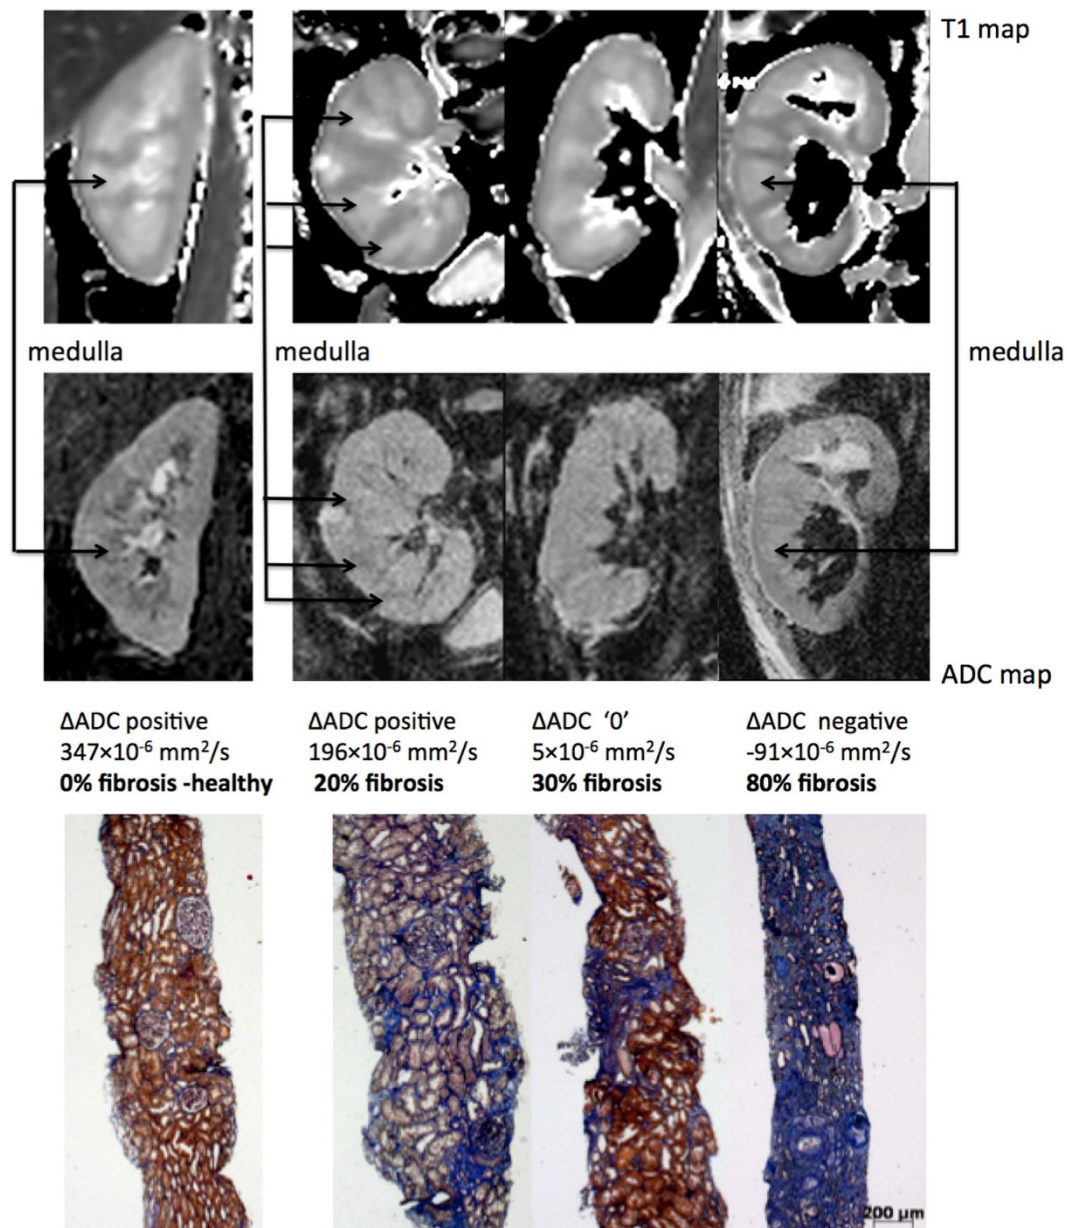 T1 map
medulla
medulla
medulla
ADC map
ΔADC positive
347×10⁻⁶ mm²/s
0% fibrosis -healthy
ΔADC positive
196×10⁻⁶ mm²/s
20% fibrosis
ΔADC ‘0’
5×10⁻⁶ mm²/s
30% fibrosis
ΔADC negative
-91×10⁻⁶ mm²/s
80% fibrosis
200 µm